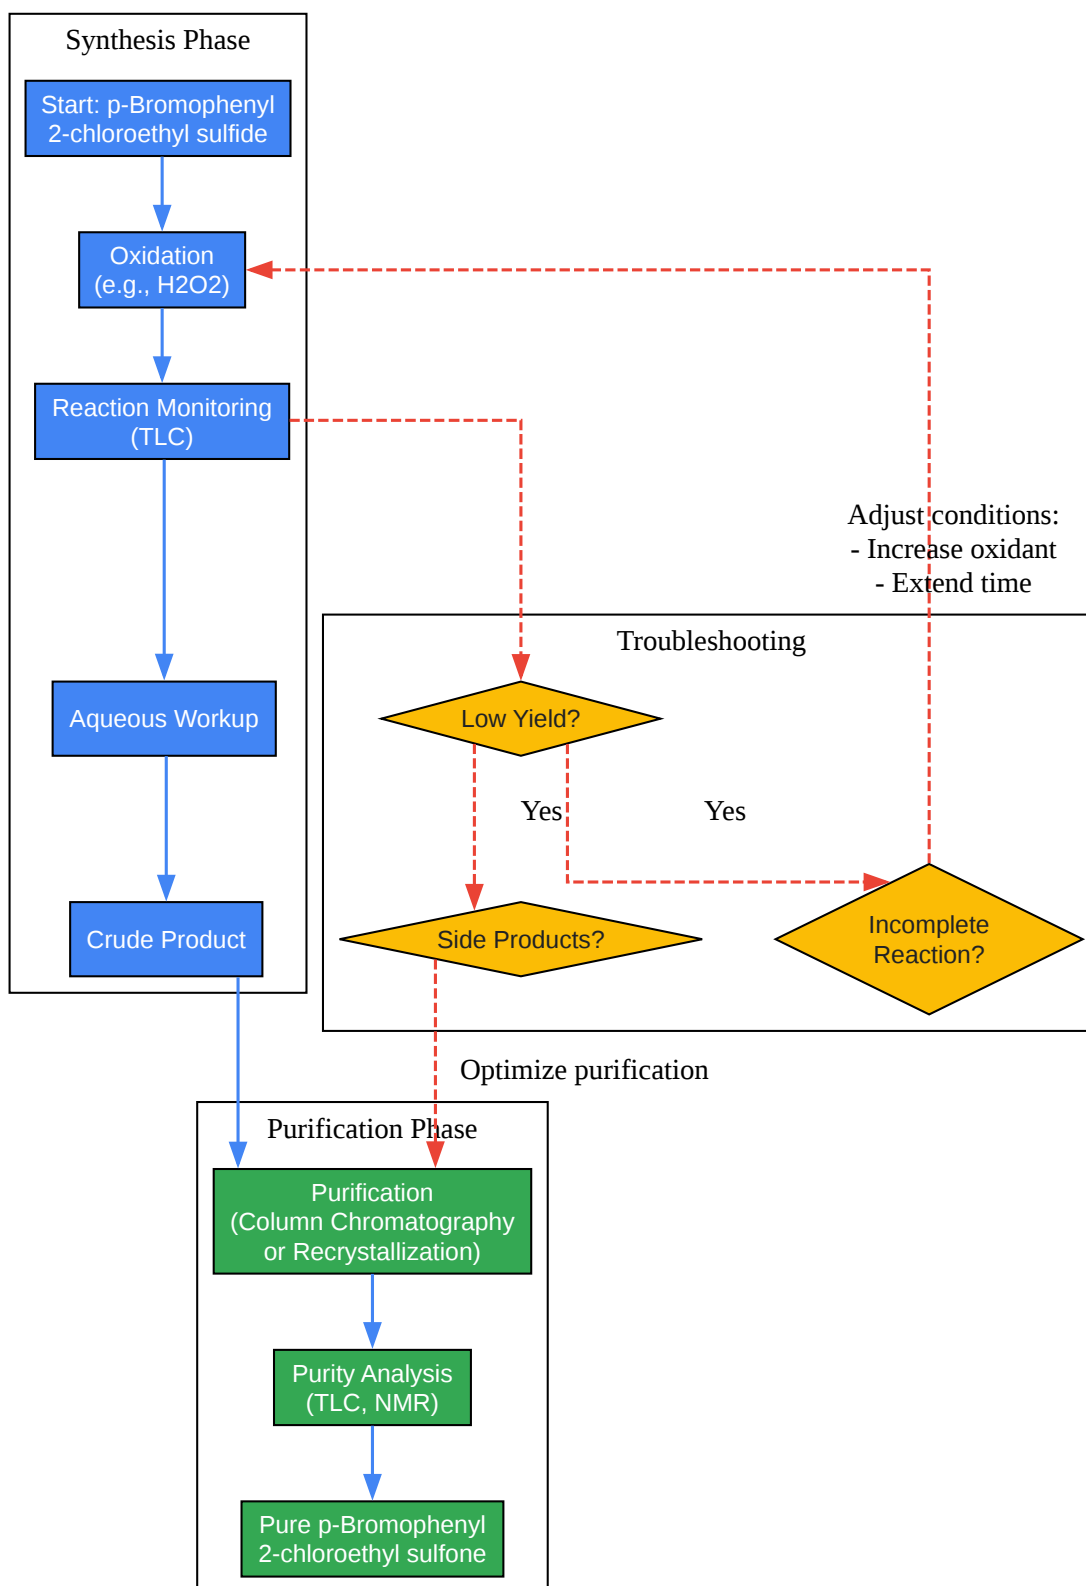 Synthesis Phase
Start: p-Bromophenyl
2-chloroethyl sulfide
Oxidation
(e.g., H2O2)
Reaction Monitoring
(TLC)
Adjust conditions:
- Increase oxidant
- Extend time
Troubleshooting
Aqueous Workup
Low Yield?
Yes
Yes
Crude Product
Side Products?
Incomplete
Reaction?
Optimize purification
Purification Phase
Purification
(Column Chromatography
or Recrystallization)
Purity Analysis
(TLC, NMR)
Pure p-Bromophenyl
2-chloroethyl sulfone